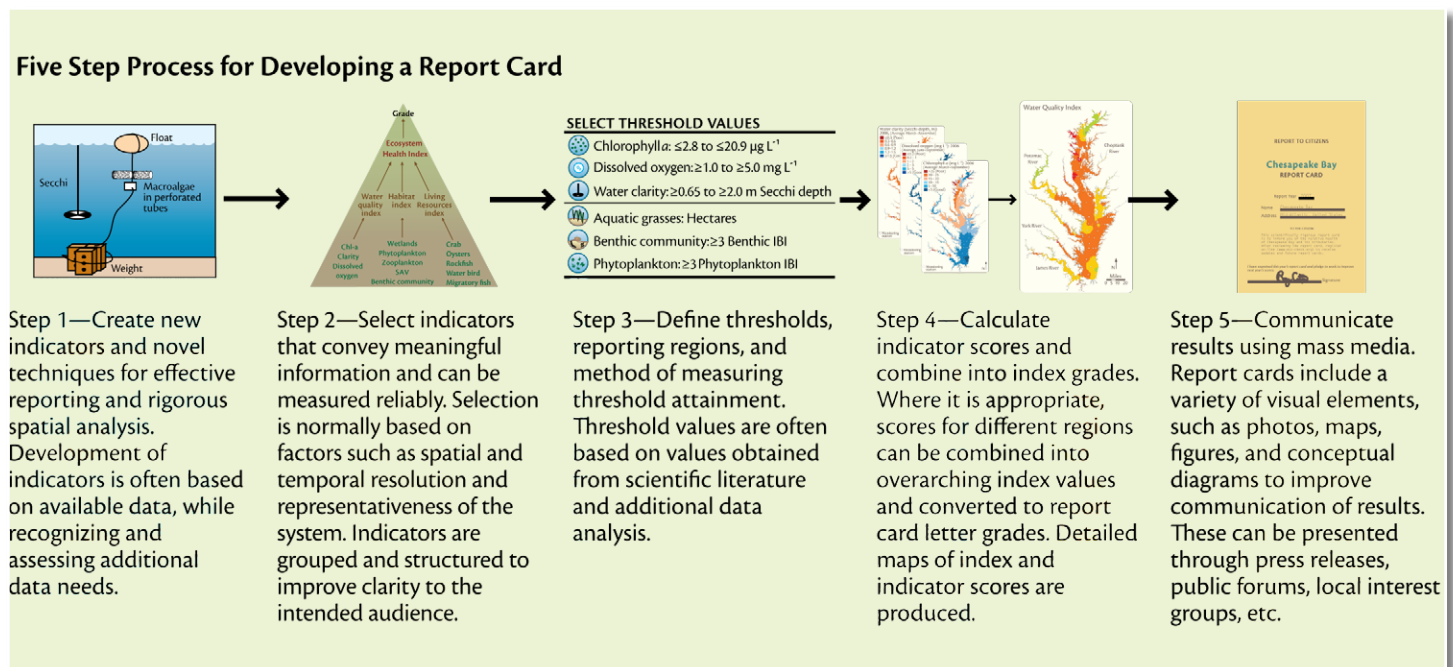 Five Step Process for Developing a Report Card
Secchi
Float
Macroalgae
in perforated
tubes
Weight
Grade
Ecosystem
Health Index
Water
quality
index
Habitat
index
Living
Resources
index
Chl-a
Clarity
Dissolved
oxygen
Wetlands
Phytoplankton
Zooplankton
SAV
Benthic community
Crab
Oysters
Rockfish
Water bird
Migratory fish
SELECT THRESHOLD VALUES
Chlorophyll a: ≤2.8 to ≤20.9 µg L⁻¹
Dissolved oxygen: ≥1.0 to ≥5.0 mg L⁻¹
Water clarity: ≥0.65 to ≥2.0 m Secchi depth
Aquatic grasses: Hectares
Benthic community: ≥3 Benthic IBI
Phytoplankton: ≥3 Phytoplankton IBI
Water Quality Index
REPORT TO CITIZENS
Chesapeake Bay
REPORT CARD
Step 1—Create new
indicators and novel
techniques for effective
reporting and rigorous
spatial analysis.
Development of
indicators is often based
on available data, while
recognizing and
assessing additional
data needs.
Step 2—Select indicators
that convey meaningful
information and can be
measured reliably. Selection
is normally based on
factors such as spatial and
temporal resolution and
representativeness of the
system. Indicators are
grouped and structured to
improve clarity to the
intended audience.
Step 3—Define thresholds,
reporting regions, and
method of measuring
threshold attainment.
Threshold values are often
based on values obtained
from scientific literature
and additional data
analysis.
Step 4—Calculate
indicator scores and
combine into index grades.
Where it is appropriate,
scores for different regions
can be combined into
overarching index values
and converted to report
card letter grades. Detailed
maps of index and
indicator scores are
produced.
Step 5—Communicate
results using mass media.
Report cards include a
variety of visual elements,
such as photos, maps,
figures, and conceptual
diagrams to improve
communication of results.
These can be presented
through press releases,
public forums, local interest
groups, etc.